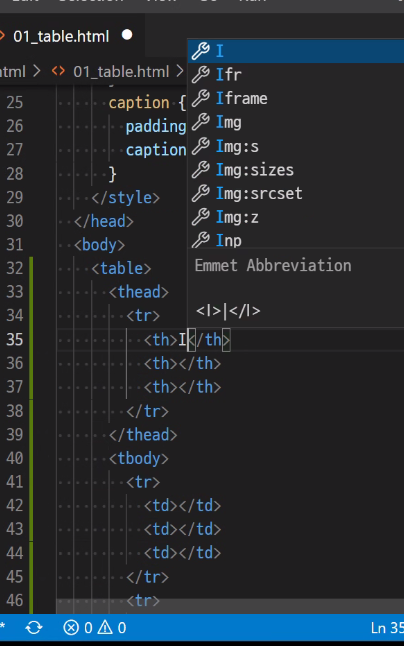 01_table.html
html > <> 01_table.html >
I
Ifr
Iframe
Img
Img:s
Img:sizes
Img:srcset
Img:z
Inp
Emmet Abbreviation
<I>|</I>
25 caption {
26 padding
27 caption
28 }
29 </style>
30 </head>
31 <body>
32 <table>
33 <thead>
34 <tr>
35 <th>I</th>
36 <th></th>
37 <th></th>
38 </tr>
39 </thead>
40 <tbody>
41 <tr>
42 <td></td>
43 <td></td>
44 <td></td>
45 </tr>
46 <tr>
0 0 Ln 35